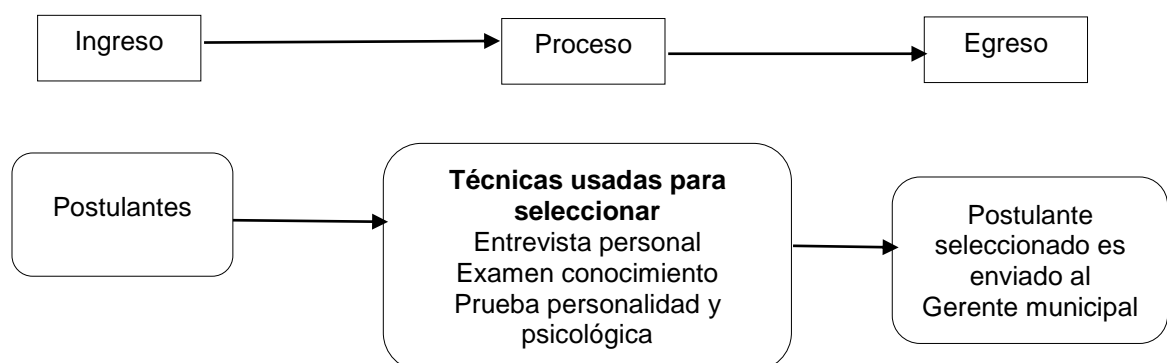 Ingreso
Proceso
Egreso
Postulantes
Técnicas usadas para
seleccionar
Entrevista personal
Examen conocimiento
Prueba personalidad y
psicológica
Postulante
seleccionado es
enviado al
Gerente municipal